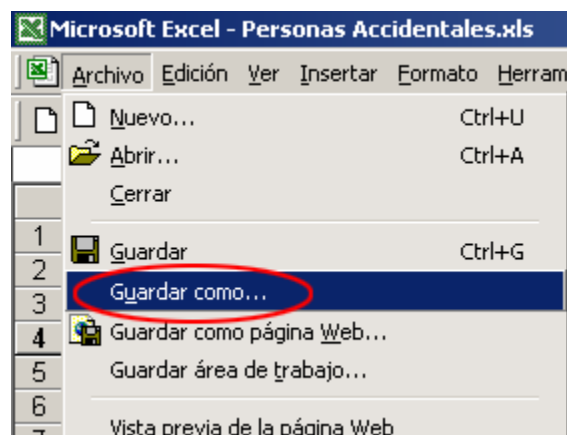 Microsoft Excel - Personas Accidentales.xls
Archivo Edición Ver Insertar Formato Herram
Nuevo... Ctrl+U
Abrir... Ctrl+A
Cerrar
1
Guardar Ctrl+G
2
Guardar como...
3
4 Guardar como página Web...
5 Guardar área de trabajo...
6
7 Vista previa de la página Web